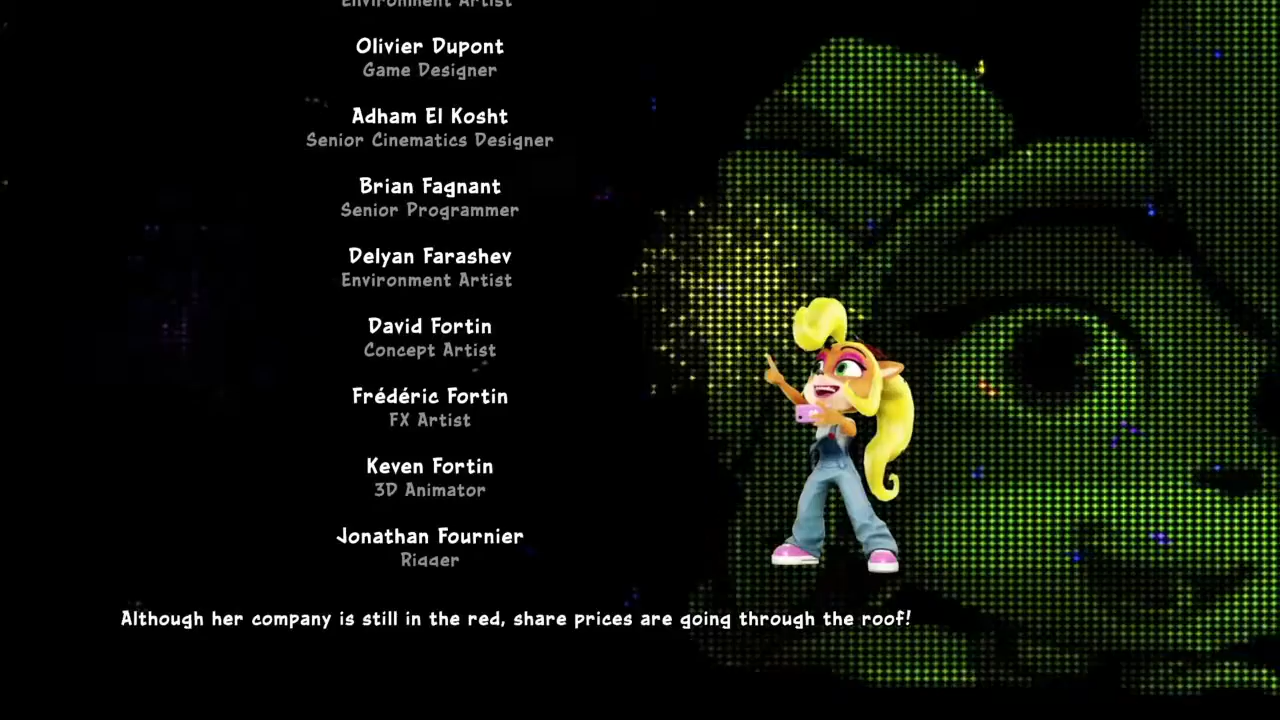 Environment Artist
Olivier Dupont
Game Designer
Adham El Kosht
Senior Cinematics Designer
Brian Fagnant
Senior Programmer
Delyan Farashev
Environment Artist
David Fortin
Concept Artist
Frédéric Fortin
FX Artist
Keven Fortin
3D Animator
Jonathan Fournier
Rigger
Although her company is still in the red, share prices are going through the roof!